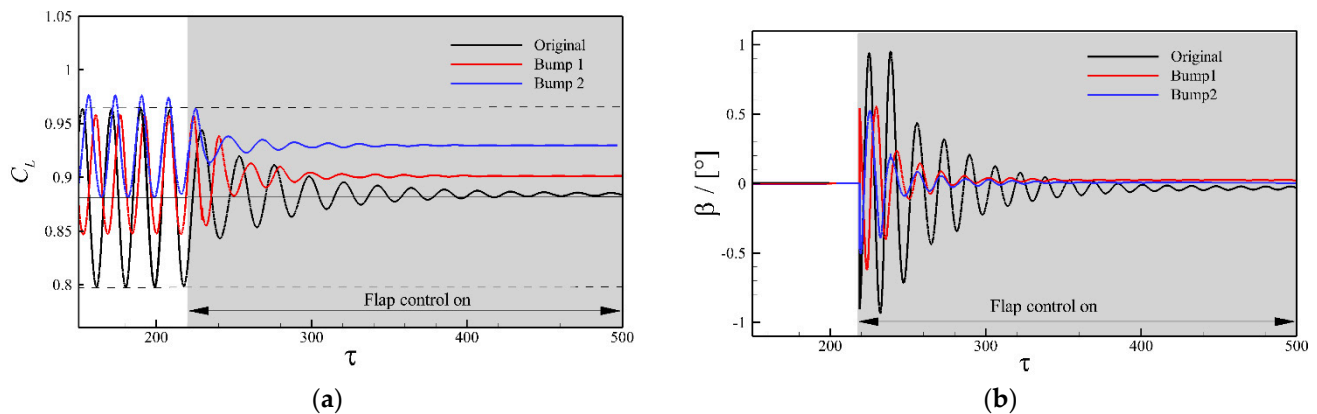 1.05
1
0.95
0.9
0.85
0.8
C_L
Original
Bump 1
Bump 2
Flap control on
200
300
400
500
τ
(a)
1
0.5
0
-0.5
-1
β / [°]
Original
Bump1
Bump2
Flap control on
200
300
400
500
τ
(b)